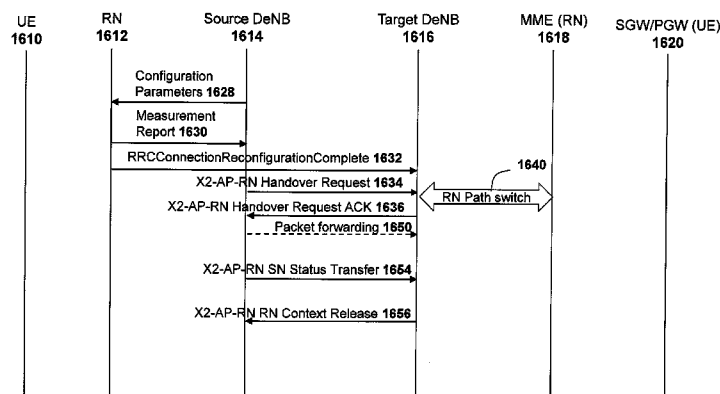 UE
1610
RN
1612
Source DeNB
1614
Target DeNB
1616
MME (RN)
1618
SGW/PGW (UE)
1620
Configuration
Parameters 1628
Measurement
Report 1630
RRCConnectionReconfigurationComplete 1632
1640
X2-AP-RN Handover Request 1634
RN Path switch
X2-AP-RN Handover Request ACK 1636
Packet forwarding 1650
X2-AP-RN SN Status Transfer 1654
X2-AP-RN RN Context Release 1656